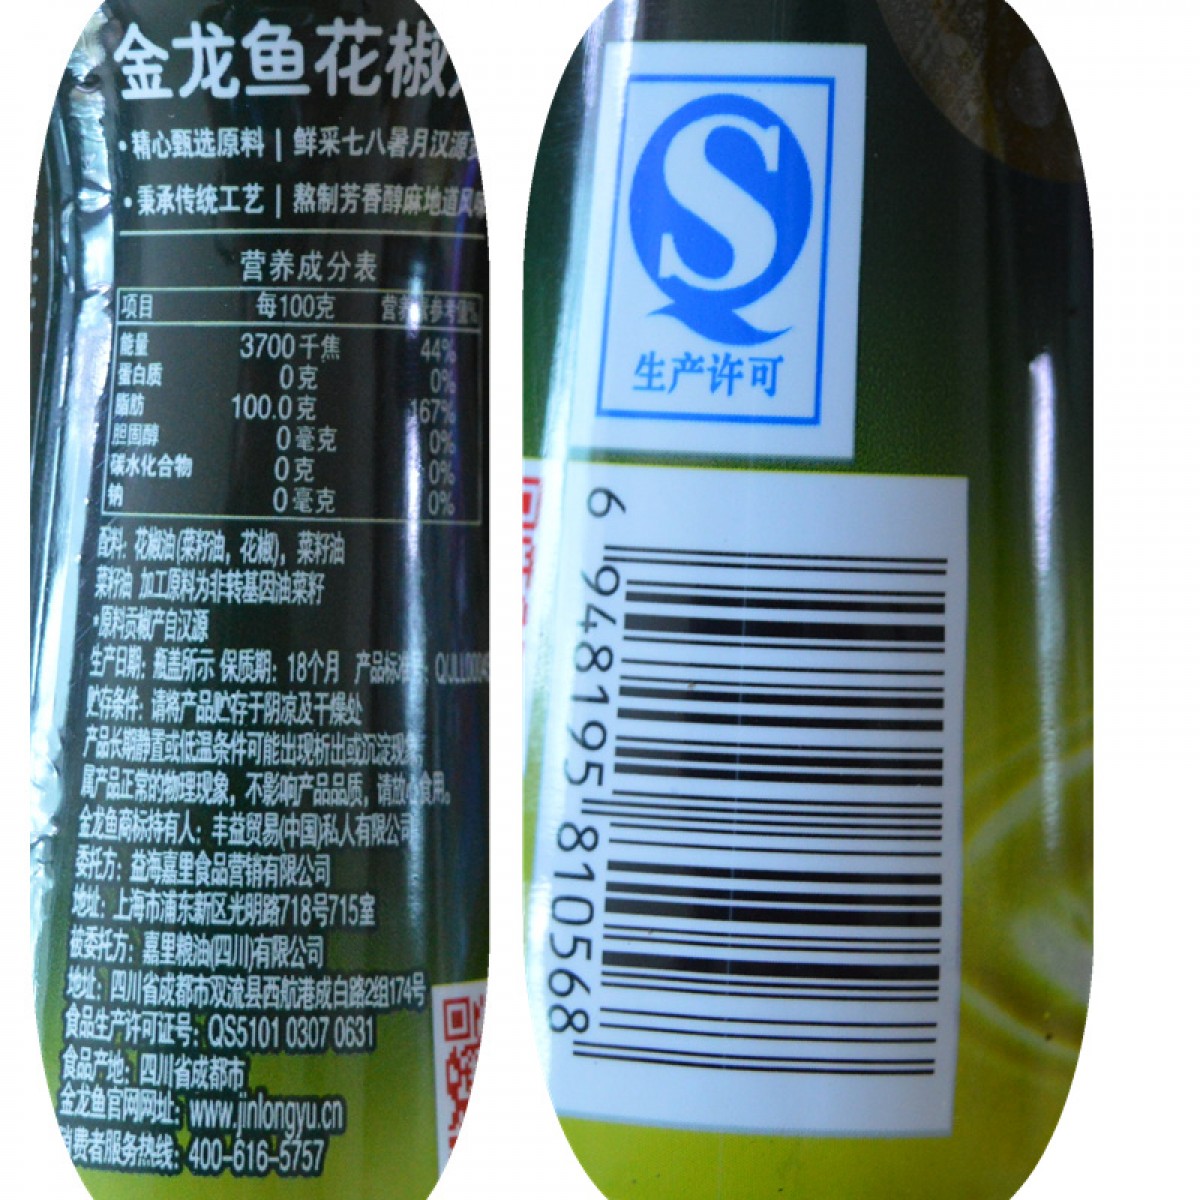 金龙鱼花椒
·精心甄选原料 | 鲜采七八暑月汉源
·秉承传统工艺 | 熬制芳香醇麻地道风味
营养成分表
项目 每100克 营养素参考值%
能量 3700千焦 44%
蛋白质 0克 0%
脂肪 100.0克 167%
胆固醇 0毫克 0%
碳水化合物 0克 0%
钠 0毫克 0%
配料：花椒油(菜籽油，花椒)，菜籽油
菜籽油 加工原料为非转基因油菜籽
*原料贡椒产自汉源
生产日期：瓶盖所示 保质期：18个月 产品标准号：QULL0004S
贮存条件：请将产品贮存于阴凉及干燥处
产品长期静置或低温条件可能出现析出或沉淀现象，
属产品正常的物理现象，不影响产品品质，请放心食用。
金龙鱼商标持有人：丰益贸易(中国)私人有限公司
委托方：益海嘉里食品营销有限公司
地址：上海市浦东新区光明路718号715室
被委托方：嘉里粮油(四川)有限公司
地址：四川省成都市双流县西航港成白路2组174号
食品生产许可证号：QS5101 0307 0631
食品产地：四川省成都市
金龙鱼官网网址：www.jinlongyu.cn
消费者服务热线：400-616-5757
生产许可
6 948195 810568